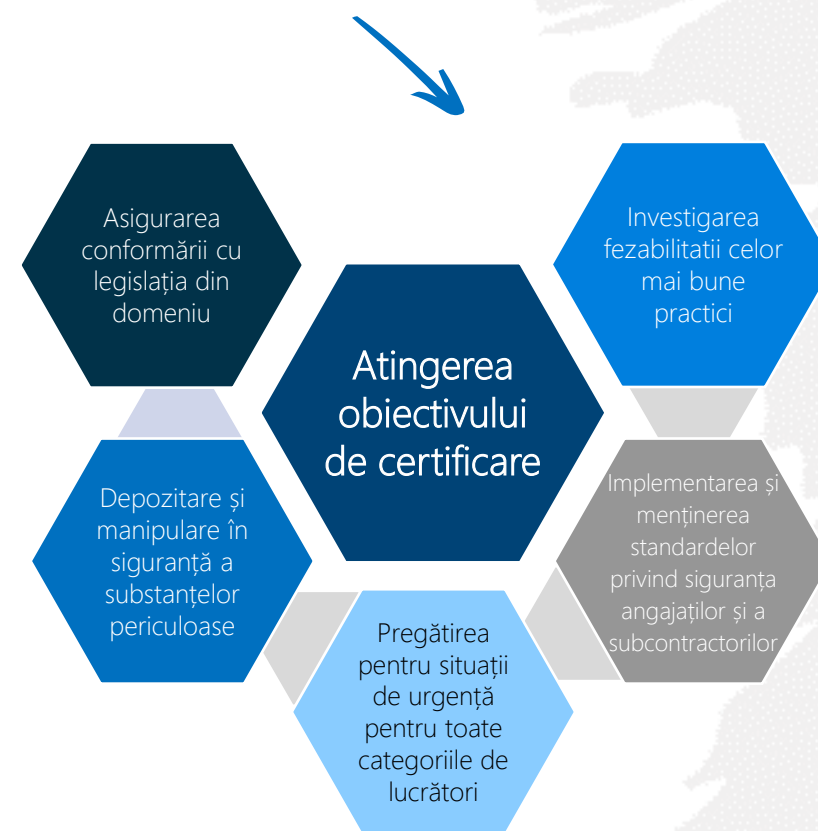 Asigurarea
conformării cu
legislația din
domeniu
Investigarea
fezabilitatii celor
mai bune
practici
Atingerea
obiectivului
de certificare
Depozitare și
manipulare în
siguranță a
substanțelor
periculoase
Implementarea și
menținerea
standardelor
privind siguranța
angajaților și a
subcontractorilor
Pregătirea
pentru situații
de urgență
pentru toate
categoriile de
lucrători